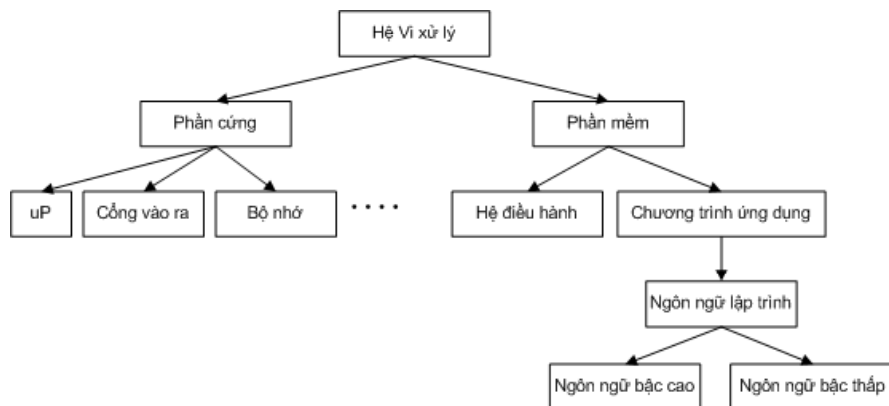 Hệ Vi xử lý
Phần cứng
Phần mềm
uP
Cổng vào ra
Bộ nhớ
....
Hệ điều hành
Chương trình ứng dụng
Ngôn ngữ lập trình
Ngôn ngữ bậc cao
Ngôn ngữ bậc thấp